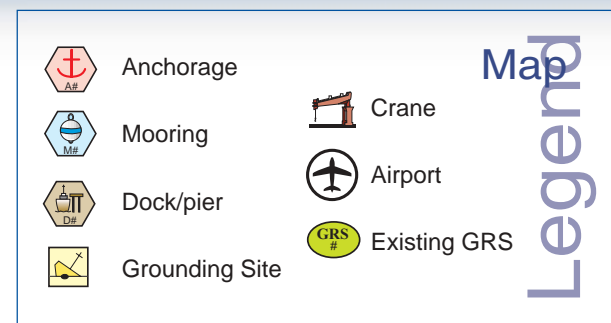 Map
Legend
A#
Anchorage
M#
Mooring
D#
Dock/pier
Grounding Site
Crane
Airport
GRS
#
Existing GRS